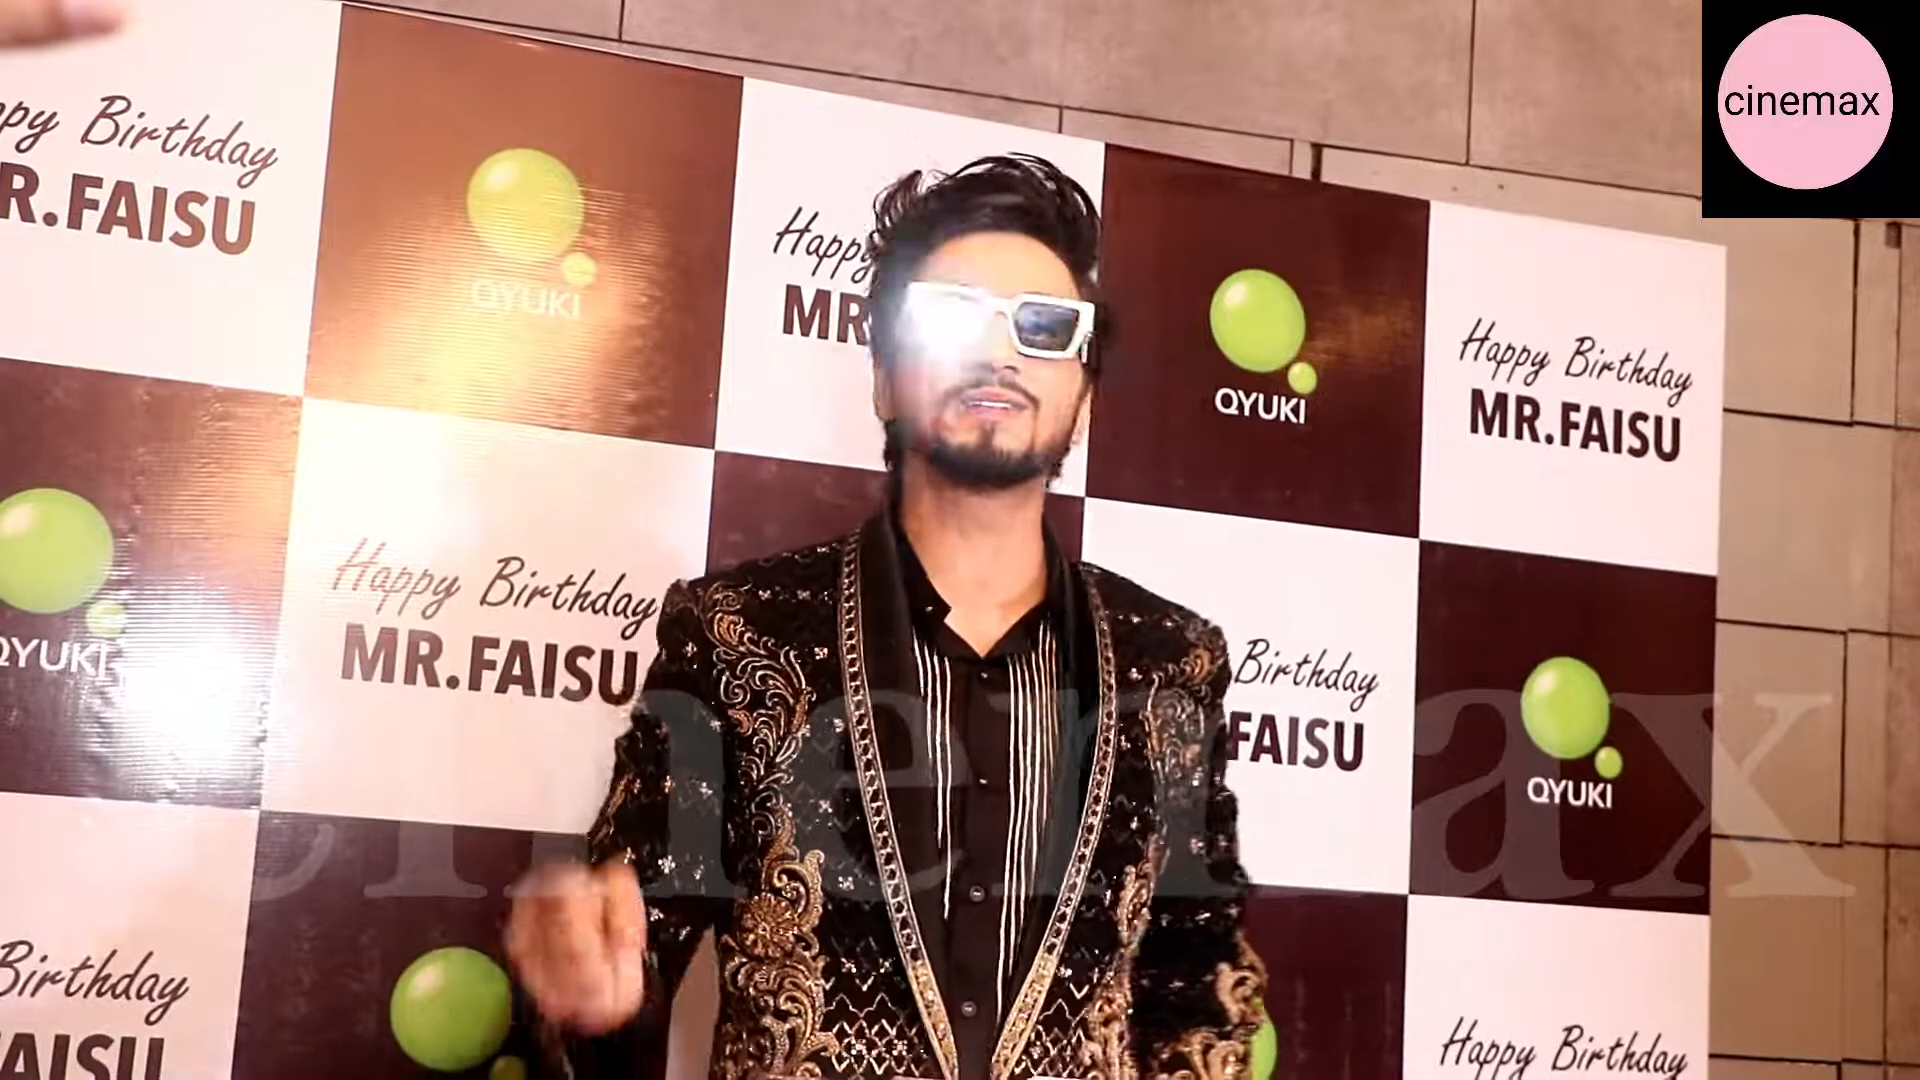 cinemax
ppy Birthday
R.FAISU
QYUKI
Happy
MR
QYUKI
Happy Birthday
MR.FAISU
QYUKI
Happy Birthday
MR.FAISU
Birthday
FAISU
QYUKI
cinemax
Birthday
AISU
Happy Birthday